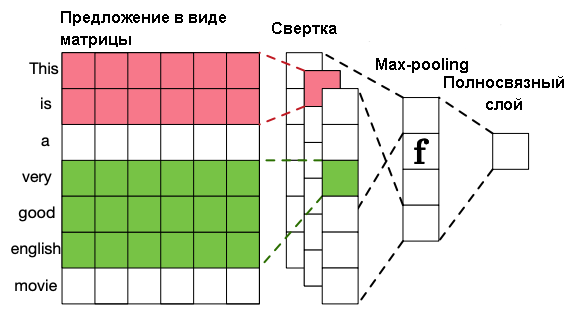 Предложение в виде
матрицы
Свертка
Max-pooling
Полносвязный
слой
This
is
a
very
good
english
movie
f